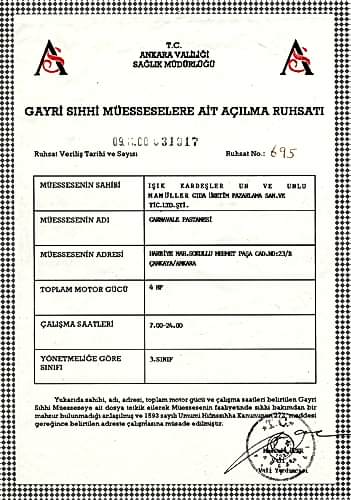 T.C.
ANKARA VALİLİĞİ
SAĞLIK MÜDÜRLÜĞÜ
GAYRİ SIHHİ MÜESSESELERE AİT AÇILMA RUHSATI
Ruhsat Veriliş Tarihi ve Sayısı
Ruhsat No.: 695
MÜESSESENİN SAHİBİ
IŞIK KARDEŞLER UN VE UNLU
MAMÜLLER GIDA ÜRETİM PAZARLAMA SAN.VE
TİC.LTD.ŞTİ.
MÜESSESENİN ADI
CARNAVALE PASTANESİ
MÜESSESENİN ADRESİ
HARBİYE MAH.SOKULLU MEHMET PAŞA CAD.NO:23/B
ÇANKAYA/ANKARA
TOPLAM MOTOR GÜCÜ
4 HP
ÇALIŞMA SAATLERİ
7.00-24.00
YÖNETMELİĞE GÖRE
SINIFI
3.SINIF
Yukarıda sahibi, adı, adresi, toplam motor gücü ve çalışma saatleri belirtilen Gayri
Sıhhi Müesseseye ait dosya tetkik edilerek Müessesenin faaliyetinde sıhhi bakımdan bir
mahzur bulunmadığı anlaşılmış ve 1593 sayılı Umumi Hıfzıssıhha Kanununun 272. maddesi
gereğince belirtilen adreste çalışmasına müsade edilmiştir.
Vali a.
Vali Yardımcısı